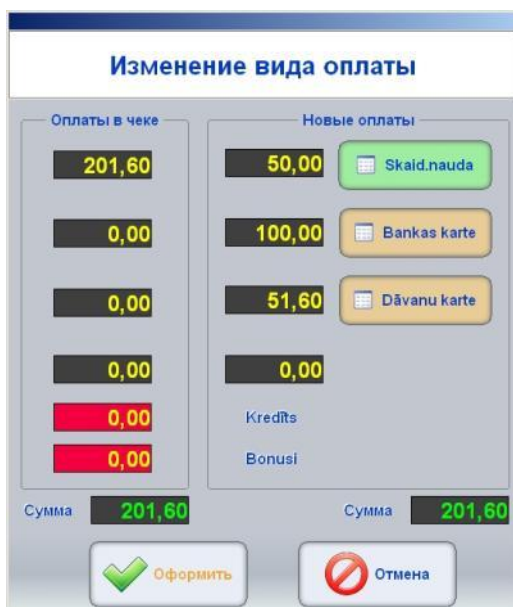 Изменение вида оплаты
Оплаты в чеке Новые оплаты
201,60 50,00 Skaid.nauda
0,00 100,00 Bankas karte
0,00 51,60 Dāvanu karte
0,00 0,00
0,00 Kredīts
0,00 Bonusi
Сумма 201,60 Сумма 201,60
Оформить Отмена